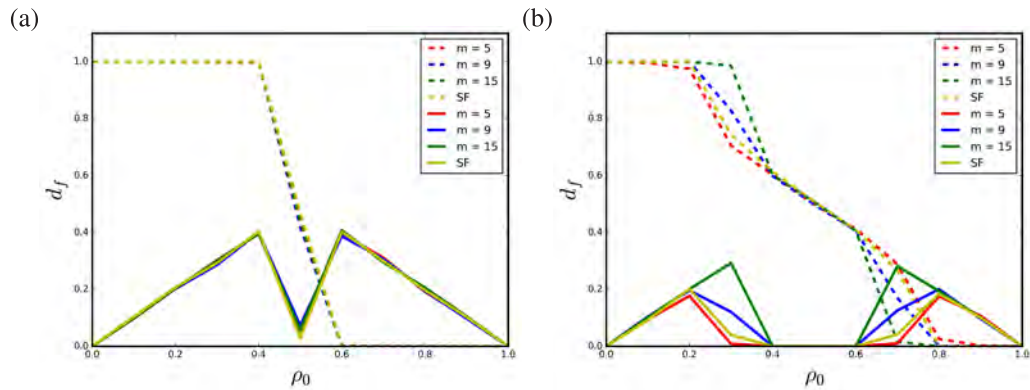 (a)
1.0
0.8
0.6
0.4
0.2
0.0
d_f
0.0 0.2 0.4 0.6 0.8 1.0
ρ_0
m = 5
m = 9
m = 15
SF
m = 5
m = 9
m = 15
SF
(b)
1.0
0.8
0.6
0.4
0.2
0.0
d_f
0.0 0.2 0.4 0.6 0.8 1.0
ρ_0
m = 5
m = 9
m = 15
SF
m = 5
m = 9
m = 15
SF